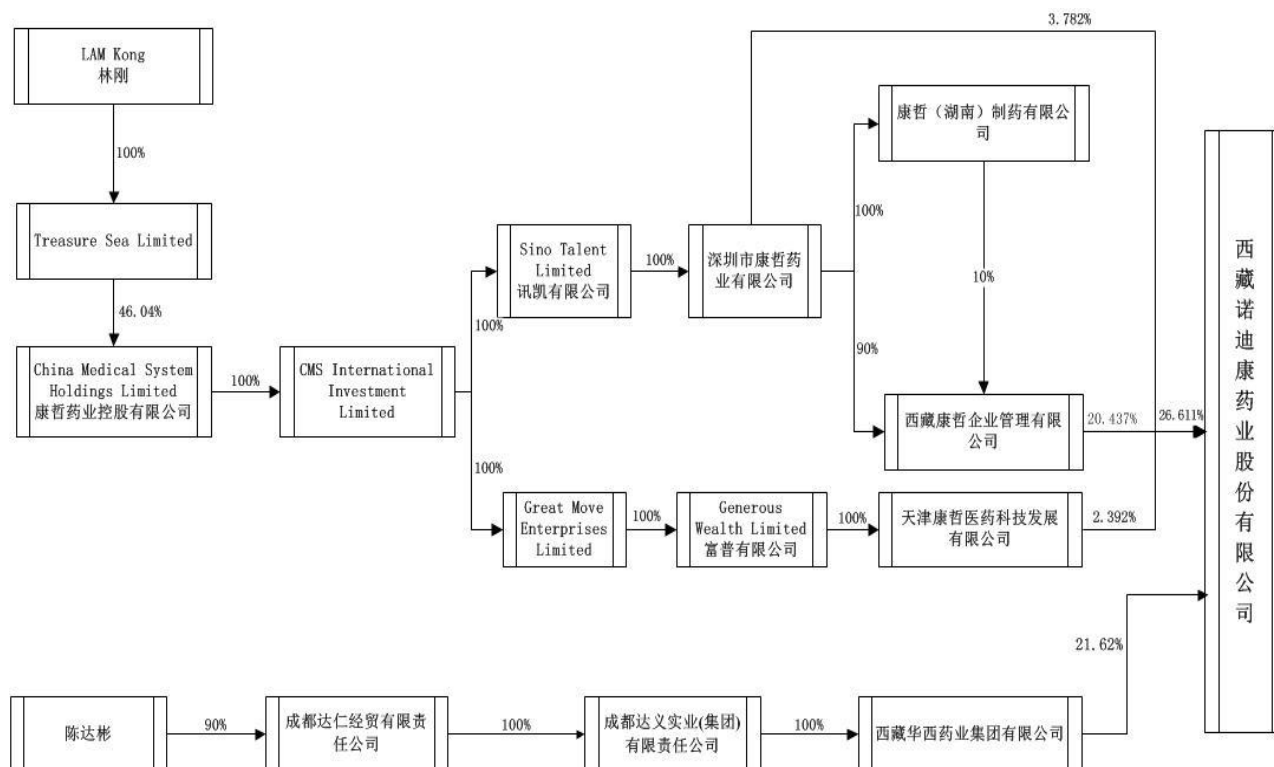 3.782%
LAM Kong
林刚
康哲（湖南）制药有限公
司
100%
100%
Treasure Sea Limited
Sino Talent
Limited
讯凯有限公司
100%
深圳市康哲药
业有限公司
10%
46.04%
100%
90%
China Medical System
Holdings Limited
康哲药业控股有限公司
100%
CMS International
Investment
Limited
西藏康哲企业管理有限
公司
20.437%
26.611%
西藏诺迪康药业股份有限公司
100%
Great Move
Enterprises
Limited
100%
Generous
Wealth Limited
富普有限公司
100%
天津康哲医药科技发展
有限公司
2.392%
21.62%
陈达彬
90%
成都达仁经贸有限责
任公司
100%
成都达义实业(集团)
有限责任公司
100%
西藏华西药业集团有限公司